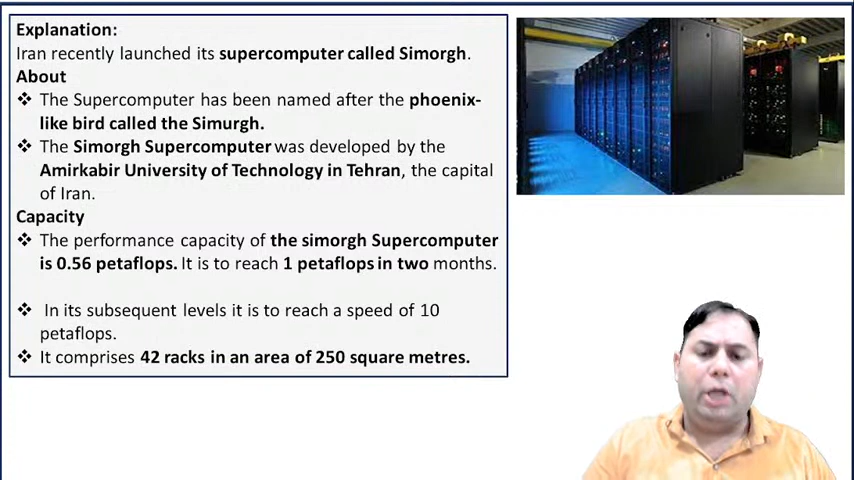 Explanation:
Iran recently launched its supercomputer called Simorgh.
About
❖ The Supercomputer has been named after the phoenix-
like bird called the Simurgh.
❖ The Simorgh Supercomputer was developed by the
Amirkabir University of Technology in Tehran, the capital
of Iran.
Capacity
❖ The performance capacity of the simorgh Supercomputer
is 0.56 petaflops. It is to reach 1 petaflops in two months.
❖ In its subsequent levels it is to reach a speed of 10
petaflops.
❖ It comprises 42 racks in an area of 250 square metres.